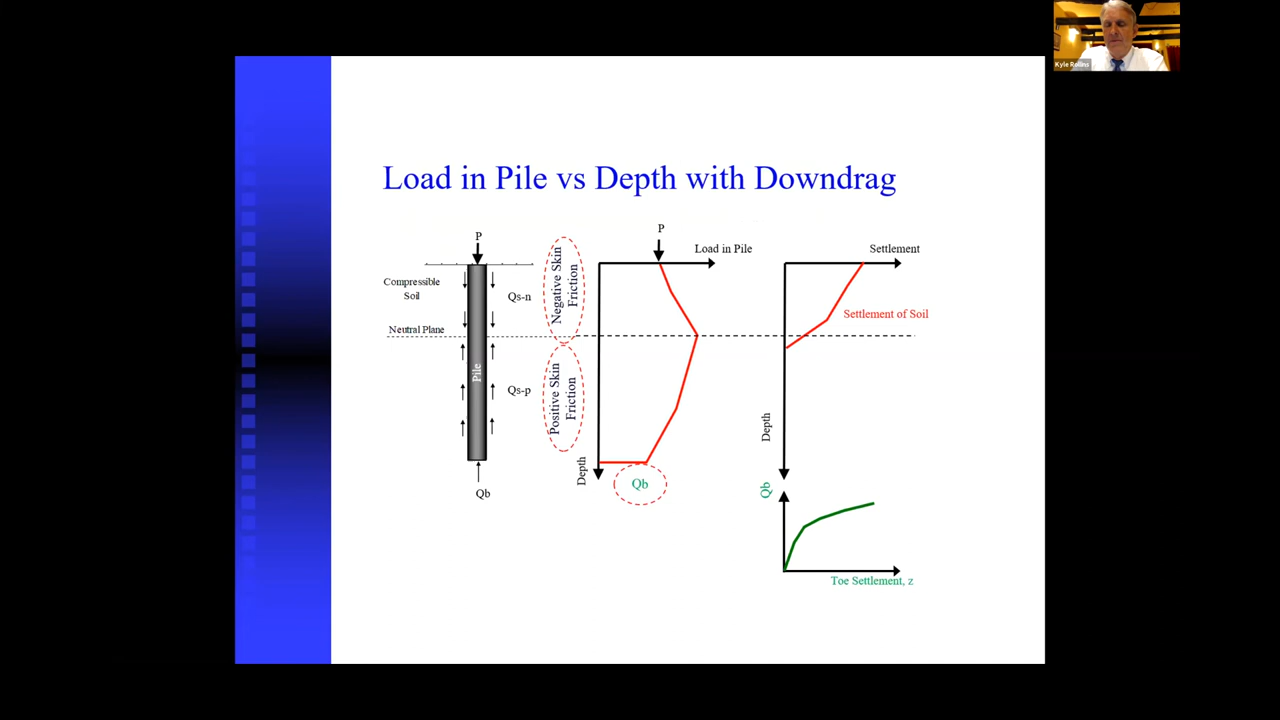 Kyle Rollins
Load in Pile vs Depth with Downdrag
P
Compressible
Soil
Qs-n
Neutral Plane
Pile
Qs-p
Qb
Negative Skin
Friction
Positive Skin
Friction
P
Load in Pile
Depth
Qb
Settlement
Settlement of Soil
Depth
Qb
Toe Settlement, z